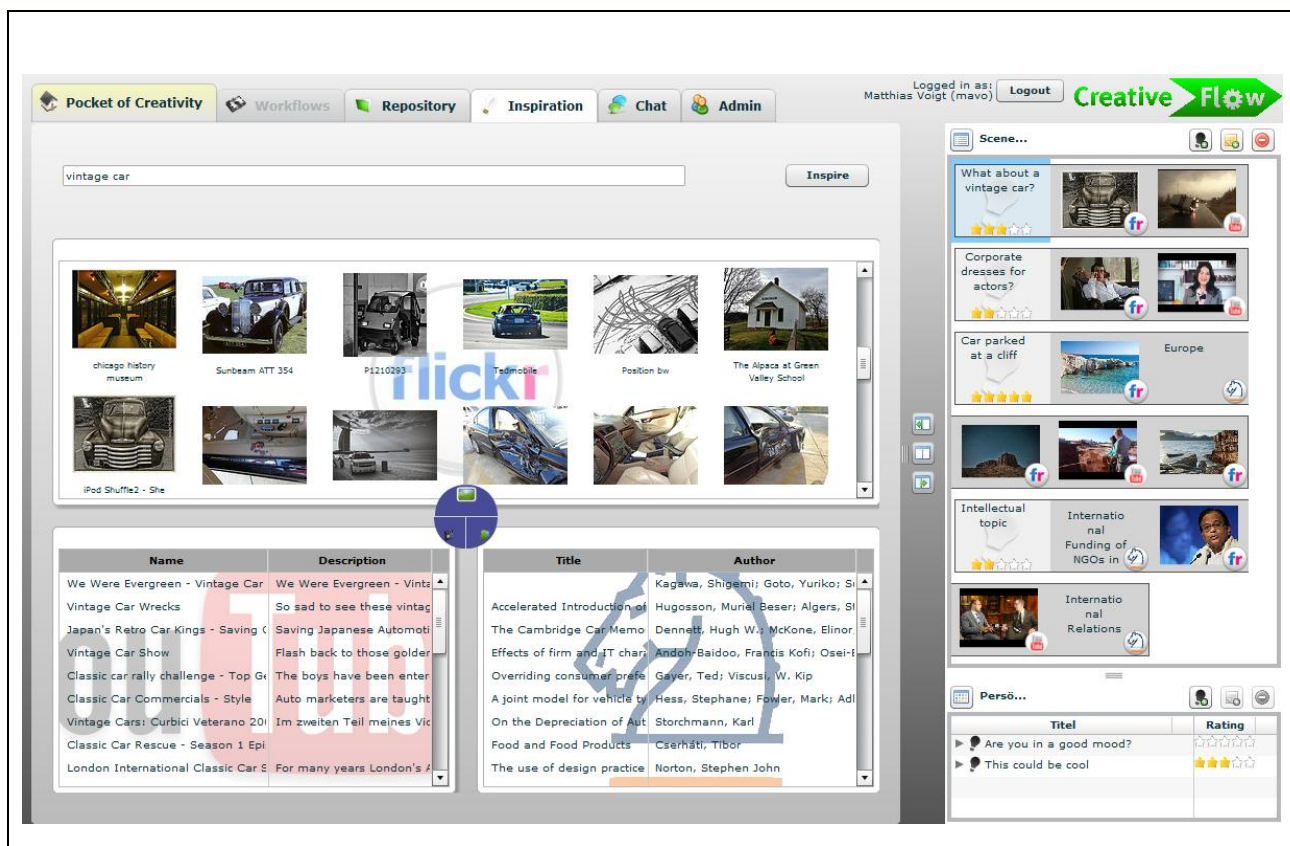 Pocket of Creativity
Workflows
Repository
Inspiration
Chat
Admin
Logged in as:
Matthias Voigt (mavo)
Logout
Creative Flow
vintage car
Inspire
chicago history
museum
Sunbeam ATT 354
P1210293
Tedmobile
Position bw
The Alpaca at Green
Valley School
flickr
iPod Shuffle2 - She
Name Description
We Were Evergreen - Vintage Car We Were Evergreen - Vinta
Vintage Car Wrecks So sad to see these vintag
Japan's Retro Car Kings - Saving Saving Japanese Automoti
Vintage Car Show Flash back to those golder
Classic car rally challenge - Top Ge The boys have been enter
Classic Car Commercials - Style Auto marketers are taught
Vintage Cars: Curbici Veterano 20 Im zweiten Teil meines Vic
Classic Car Rescue - Season 1 Epi
London International Classic Car S For many years London's
ou Tub
Title Author
Kagawa, Shigemi; Goto, Yuriko;
Accelerated Introduction of Hugosson, Muriel Beser; Algers, St
The Cambridge Car Memo Dennett, Hugh W.; McKone, Elinor
Effects of firm and IT chara Andoh-Baidoo, Francis Kofi; Osei-E
Overriding consumer prefe Gayer, Ted; Viscusi, W. Kip
A joint model for vehicle ty Hess, Stephane; Fowler, Mark; Adl
On the Depreciation of Aut Storchmann, Karl
Food and Food Products Cserháti, Tibor
The use of design practice Norton, Stephen John
Scene...
What about a
vintage car?
fr
Corporate
dresses for
actors?
fr
Car parked
at a cliff
fr
Europe
fr
fr
Intellectual
topic
Internatio
nal
Funding of
NGOs in
fr
Internatio
nal
Relations
Persö...
Titel Rating
Are you in a good mood?
This could be cool